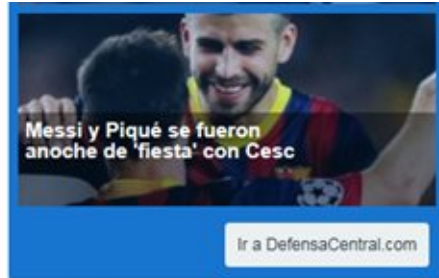 Messi y Piqué se fueron
anoche de 'fiesta' con Cesc
Ir a DefensaCentral.com